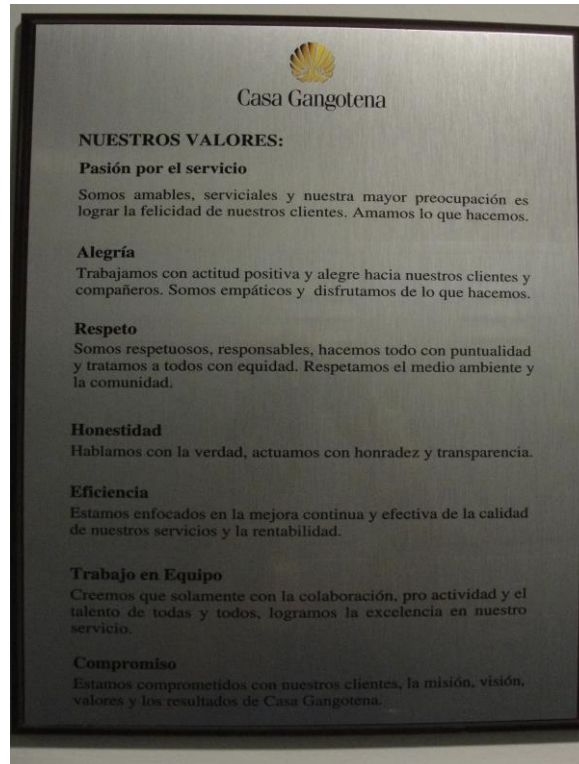 Casa Gangotena
NUESTROS VALORES:
Pasión por el servicio
Somos amables, serviciales y nuestra mayor preocupación es
lograr la felicidad de nuestros clientes. Amamos lo que hacemos.
Alegría
Trabajamos con actitud positiva y alegre hacia nuestros clientes y
compañeros. Somos empáticos y disfrutamos de lo que hacemos.
Respeto
Somos respetuosos, responsables, hacemos todo con puntualidad
y tratamos a todos con equidad. Respetamos el medio ambiente y
la comunidad.
Honestidad
Hablamos con la verdad, actuamos con honradez y transparencia.
Eficiencia
Estamos enfocados en la mejora continua y efectiva de la calidad
de nuestros servicios y la rentabilidad.
Trabajo en Equipo
Creemos que solamente con la colaboración, pro actividad y el
talento de todas y todos, logramos la excelencia en nuestro
servicio.
Compromiso
Estamos comprometidos con nuestros clientes, la misión, visión,
valores y los resultados de Casa Gangotena.